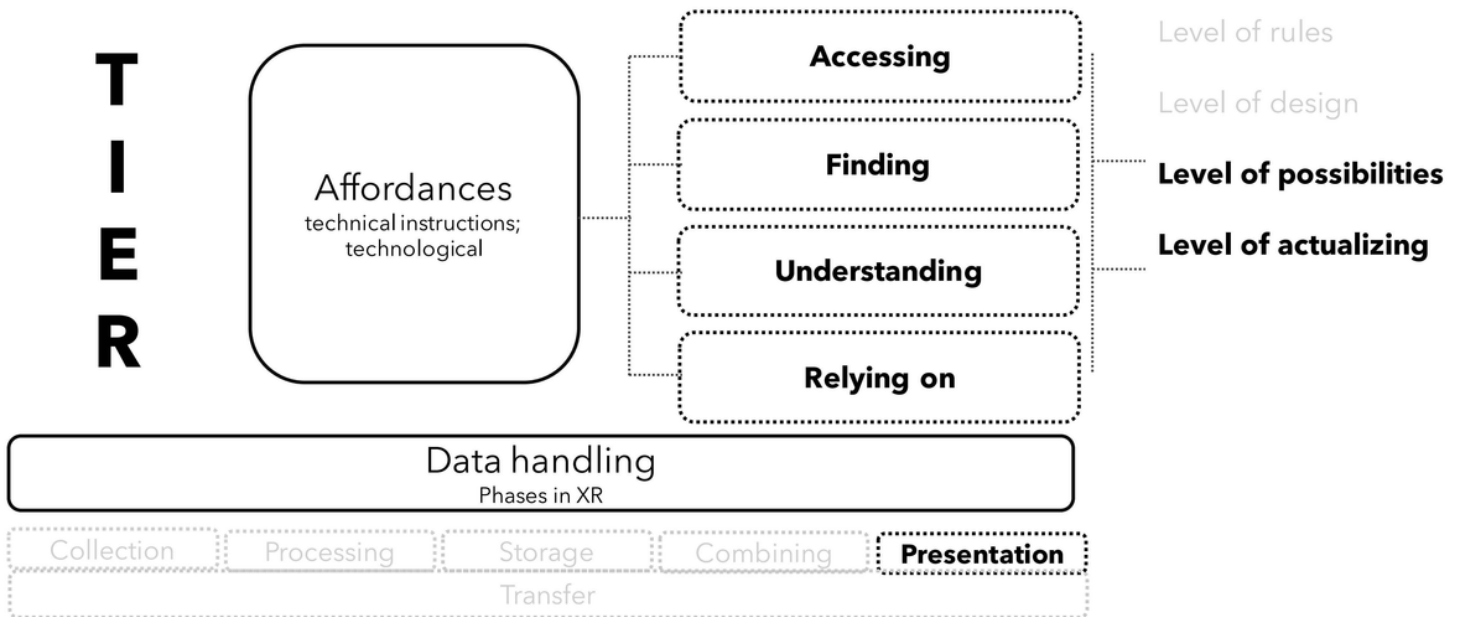 TIER
Affordances
technical instructions;
technological
Accessing
Finding
Understanding
Relying on
Level of rules
Level of design
Level of possibilities
Level of actualizing
Data handling
Phases in XR
Collection
Processing
Storage
Combining
Presentation
Transfer